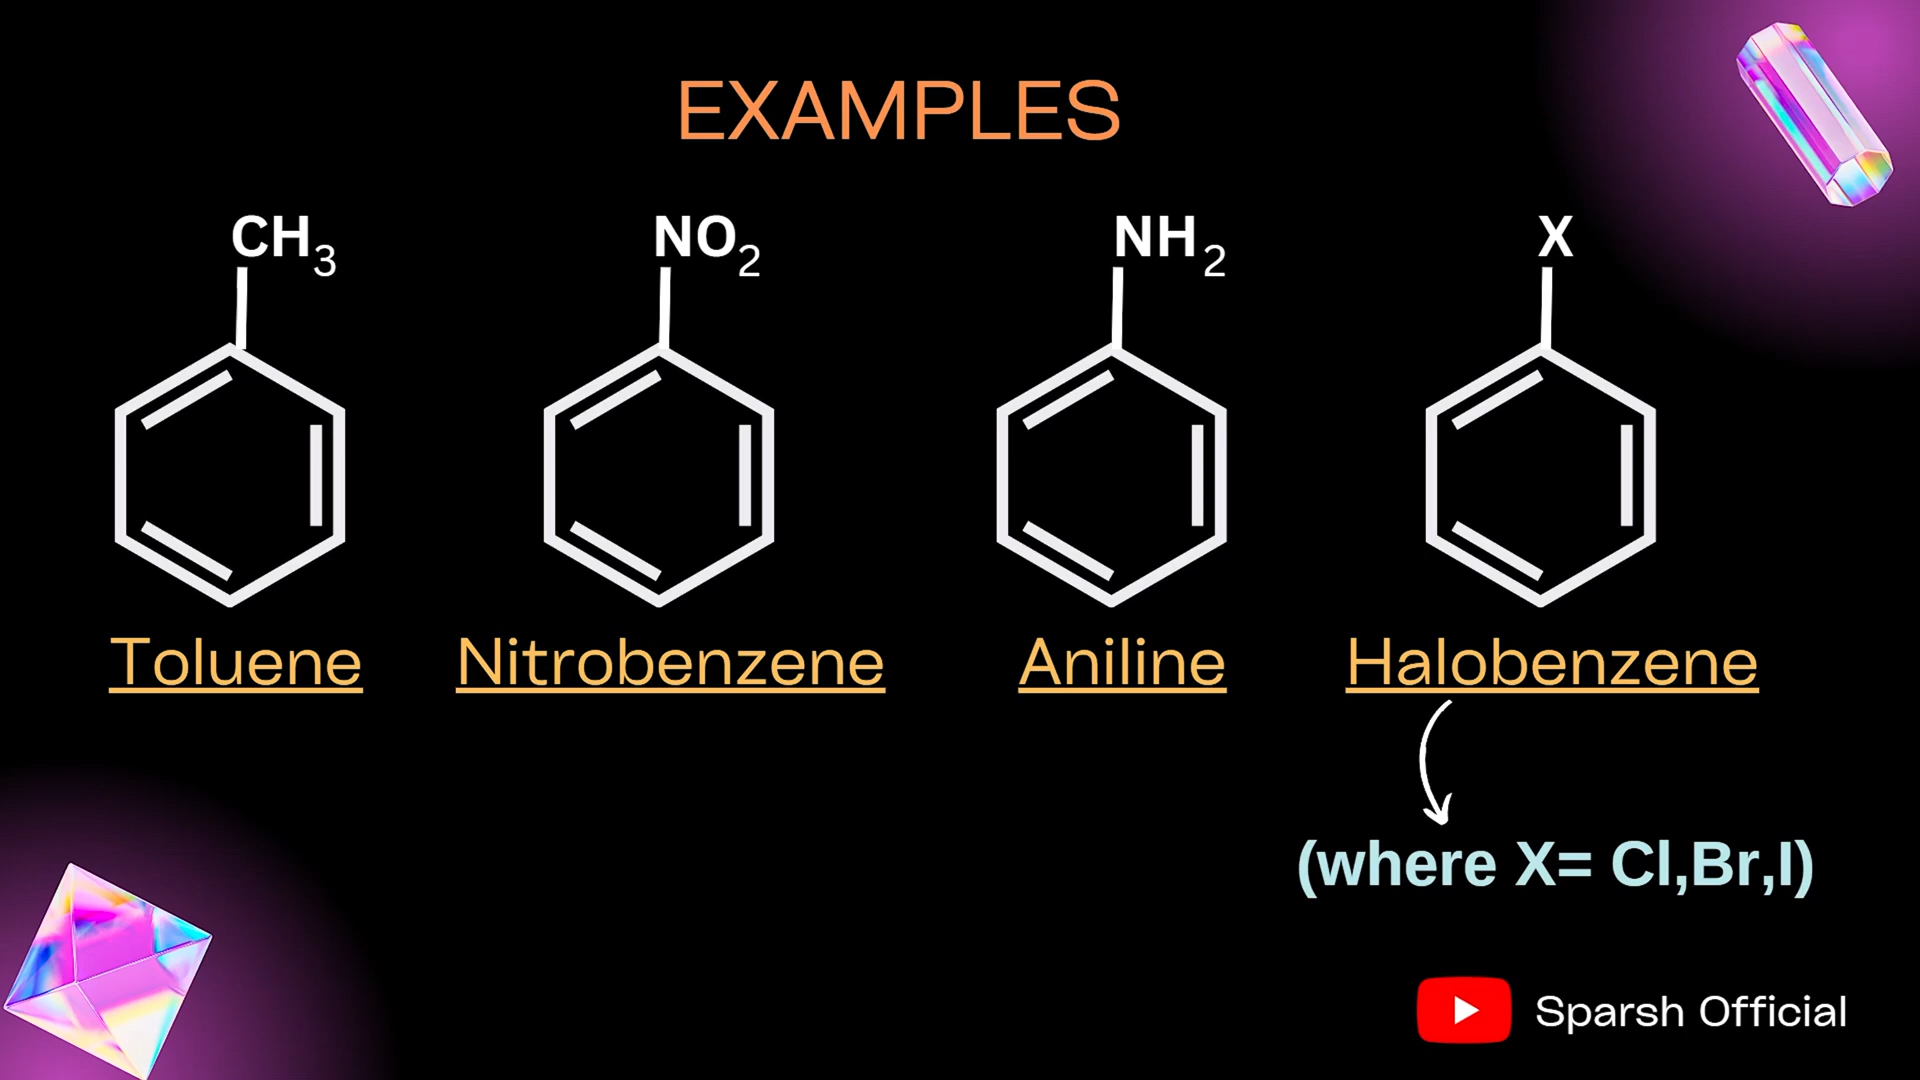 EXAMPLES
CH3 NO2 NH2 X
Toluene Nitrobenzene Aniline Halobenzene
(where X= Cl,Br,I)
Sparsh Official